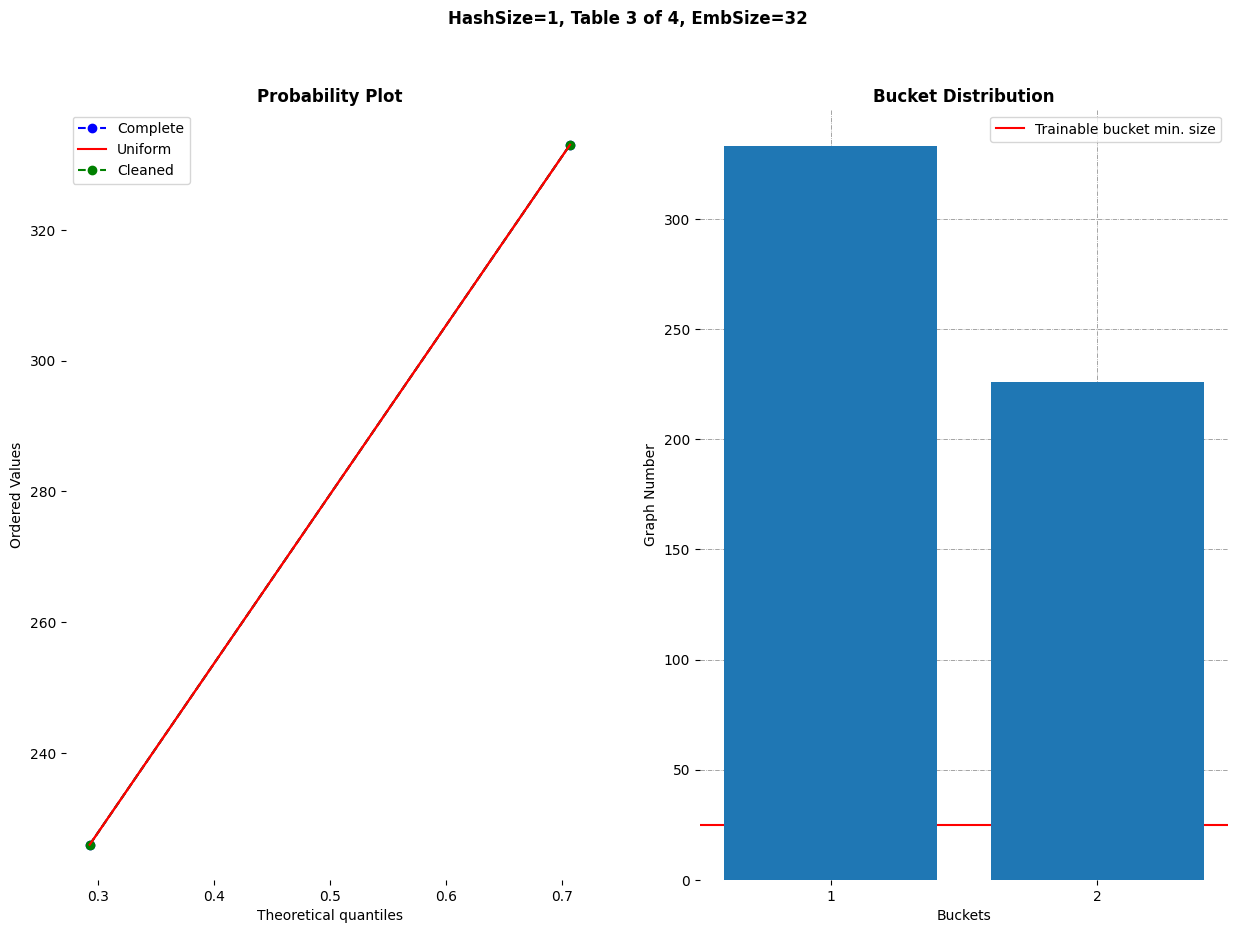 HashSize=1, Table 3 of 4, EmbSize=32
Probability Plot
Complete
Uniform
Cleaned
320
300
280
260
240
Ordered Values
0.3 0.4 0.5 0.6 0.7
Theoretical quantiles
Bucket Distribution
Trainable bucket min. size
300
250
200
150
100
50
0
Graph Number
1 2
Buckets